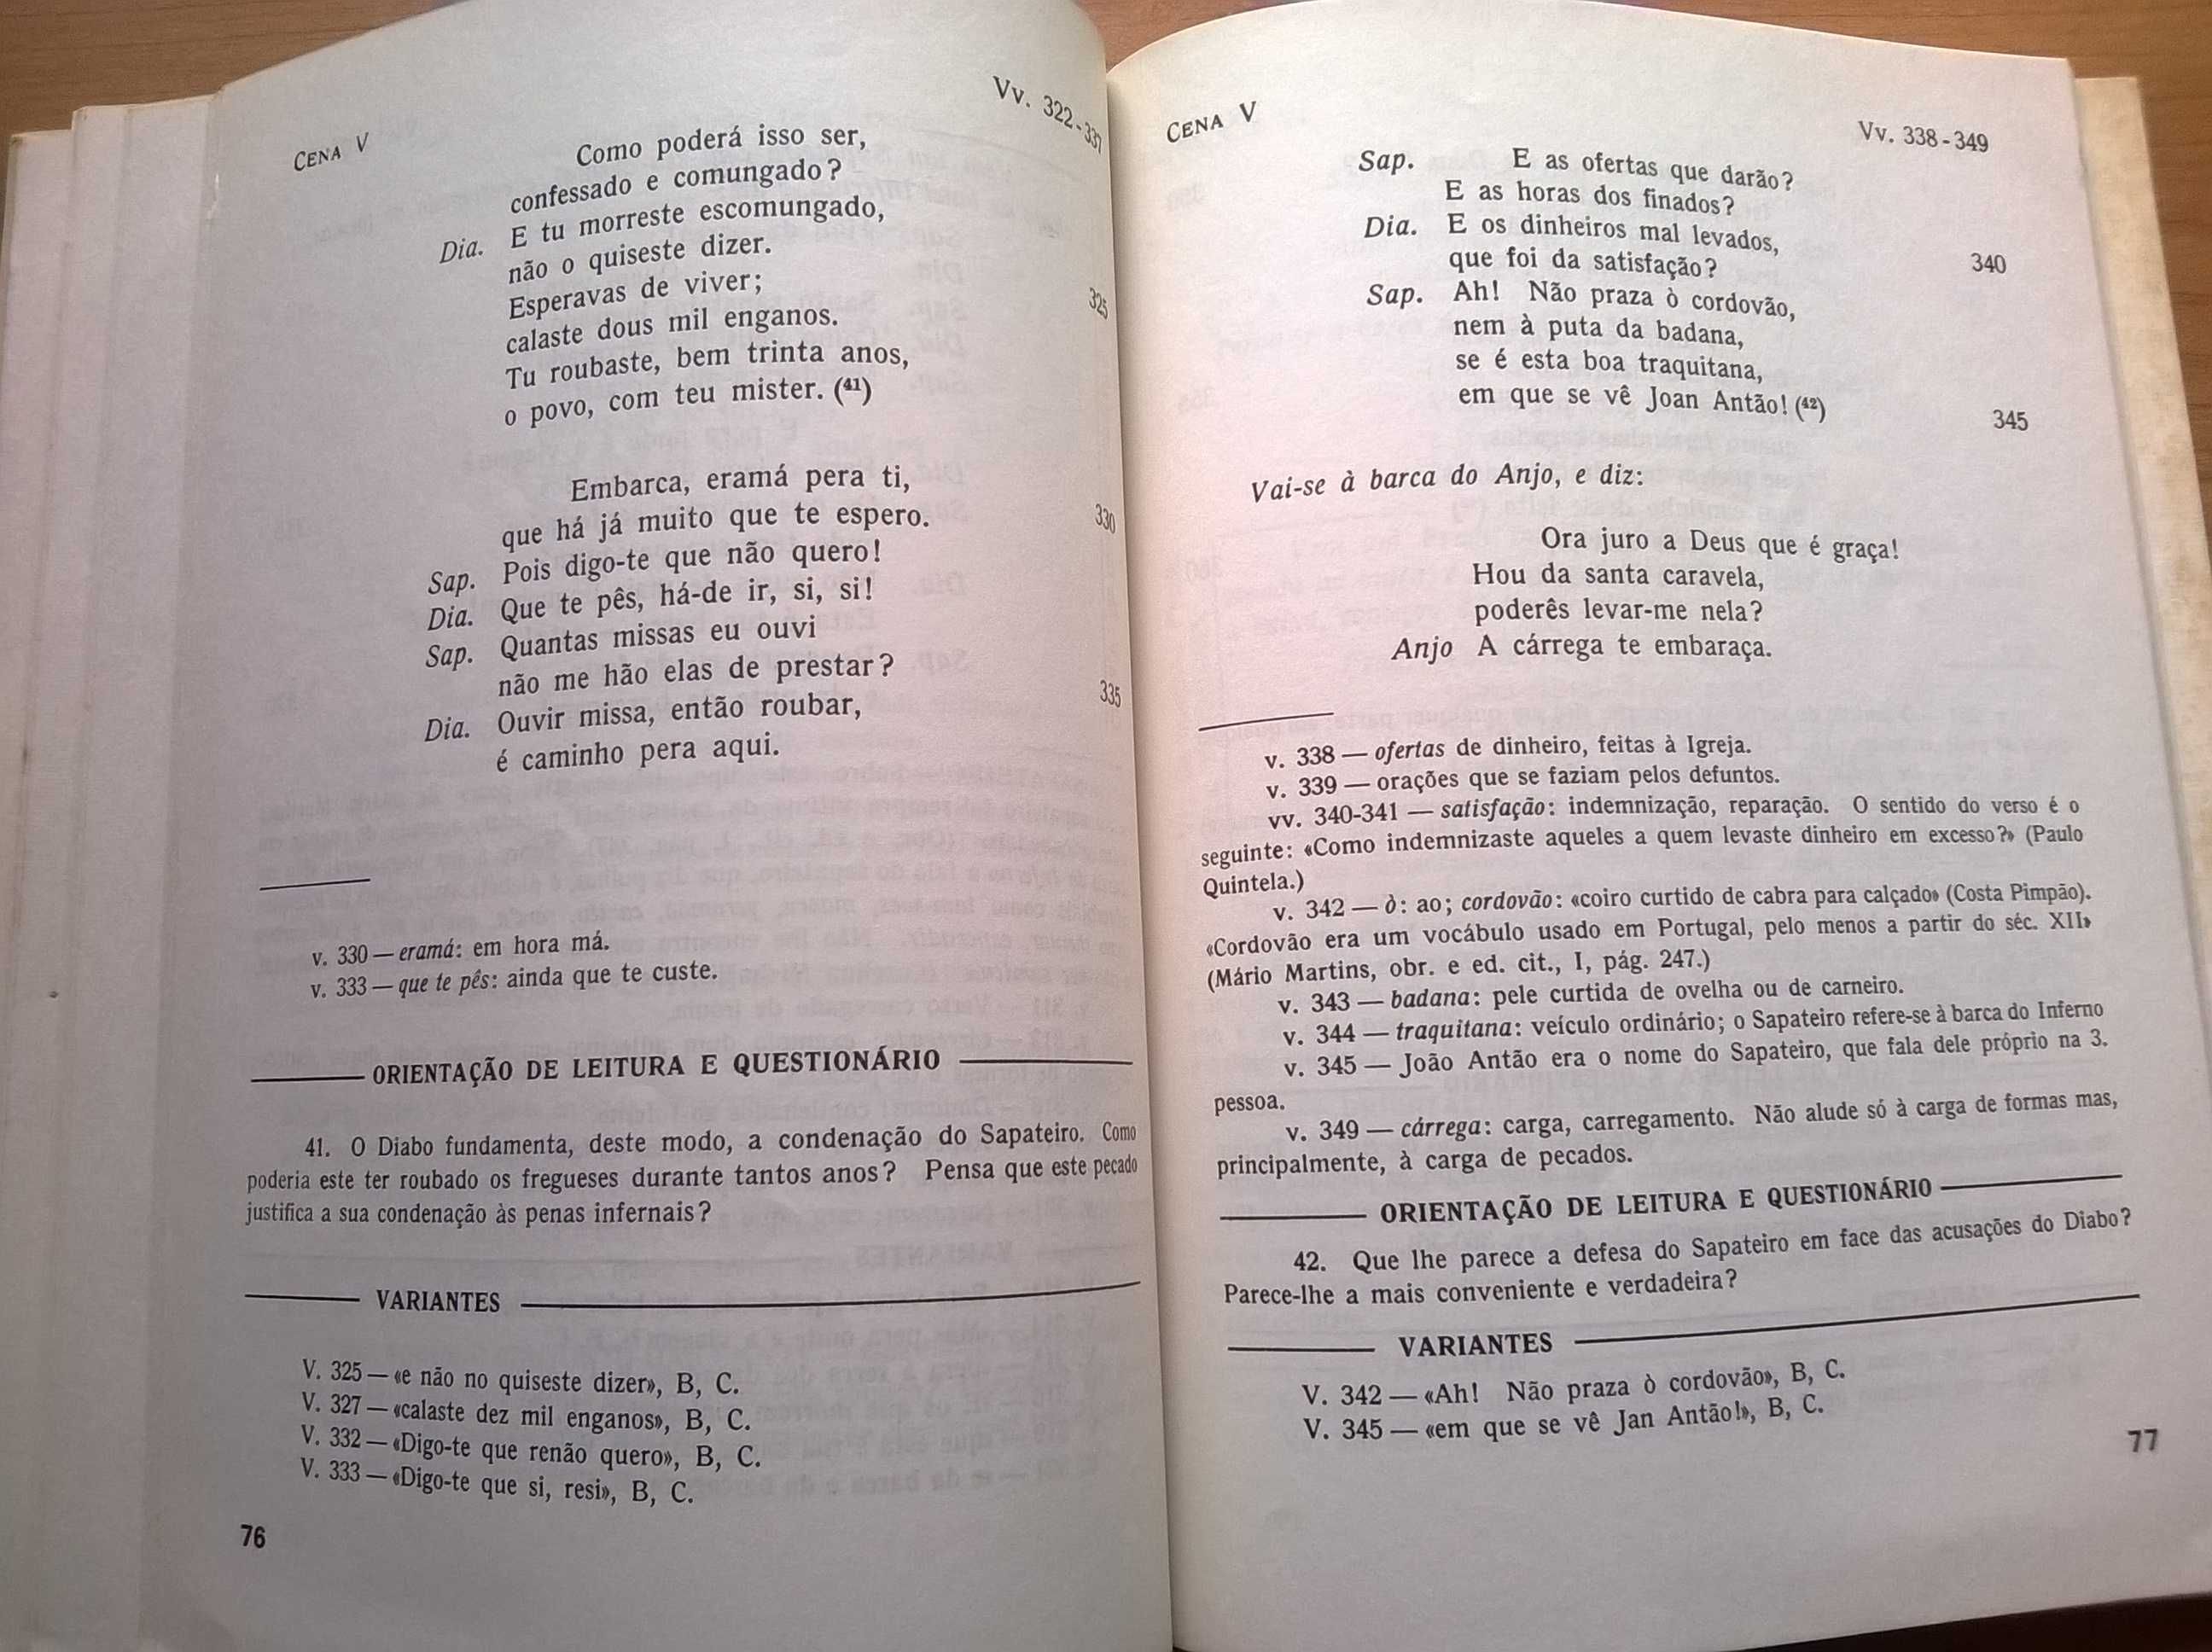 CENA V
Vv. 322-337
Como poderá isso ser,
confessado e comungado?
Dia. E tu morreste escomungado,
não o quiseste dizer.
Esperavas de viver;
325
calaste dous mil enganos.
Tu roubaste, bem trinta anos,
o povo, com teu mister. (41)
Embarca, eramá pera ti,
330
que há já muito que te espero.
Sap. Pois digo-te que não quero!
Dia. Que te pês, há-de ir, si, si!
Sap. Quantas missas eu ouvi
não me hão elas de prestar?
335
Dia. Ouvir missa, então roubar,
é caminho pera aqui.
v. 330 — eramá: em hora má.
v. 333 — que te pês: ainda que te custe.
ORIENTAÇÃO DE LEITURA E QUESTIONÁRIO
41. O Diabo fundamenta, deste modo, a condenação do Sapateiro. Como
poderia este ter roubado os fregueses durante tantos anos? Pensa que este pecado
justifica a sua condenação às penas infernais?
VARIANTES
V. 325 — «e não no quiseste dizer», B, C.
V. 327 — «calaste dez mil enganos», B, C.
V. 332 — «Digo-te que renão quero», B, C.
V. 333 — «Digo-te que si, resi», B, C.
76
CENA V
Vv. 338-349
Sap. E as ofertas que darão?
E as horas dos finados?
Dia. E os dinheiros mal levados,
340
que foi da satisfação?
Sap. Ah! Não praza ò cordovão,
nem à puta da badana,
se é esta boa traquitana,
em que se vê Joan Antão! (42)
345
Vai-se à barca do Anjo, e diz:
Ora juro a Deus que é graça!
Hou da santa caravela,
poderês levar-me nela?
Anjo A cárrega te embaraça.
v. 338 — ofertas de dinheiro, feitas à Igreja.
v. 339 — orações que se faziam pelos defuntos.
vv. 340-341 — satisfação: indemnização, reparação. O sentido do verso é o
seguinte: «Como indemnizaste aqueles a quem levaste dinheiro em excesso?» (Paulo
Quintela.)
v. 342 — ò: ao; cordovão: «coiro curtido de cabra para calçado» (Costa Pimpão).
«Cordovão era um vocábulo usado em Portugal, pelo menos a partir do séc. XII»
(Mário Martins, obr. e ed. cit., I, pág. 247.)
v. 343 — badana: pele curtida de ovelha ou de carneiro.
v. 344 — traquitana: veículo ordinário; o Sapateiro refere-se à barca do Inferno
v. 345 — João Antão era o nome do Sapateiro, que fala dele próprio na 3.
pessoa.
v. 349 — cárrega: carga, carregamento. Não alude só à carga de formas mas,
principalmente, à carga de pecados.
ORIENTAÇÃO DE LEITURA E QUESTIONÁRIO
42. Que lhe parece a defesa do Sapateiro em face das acusações do Diabo?
Parece-lhe a mais conveniente e verdadeira?
VARIANTES
V. 342 — «Ah! Não praza ò cordovão», B, C.
V. 345 — «em que se vê Jan Antão!», B, C.
77